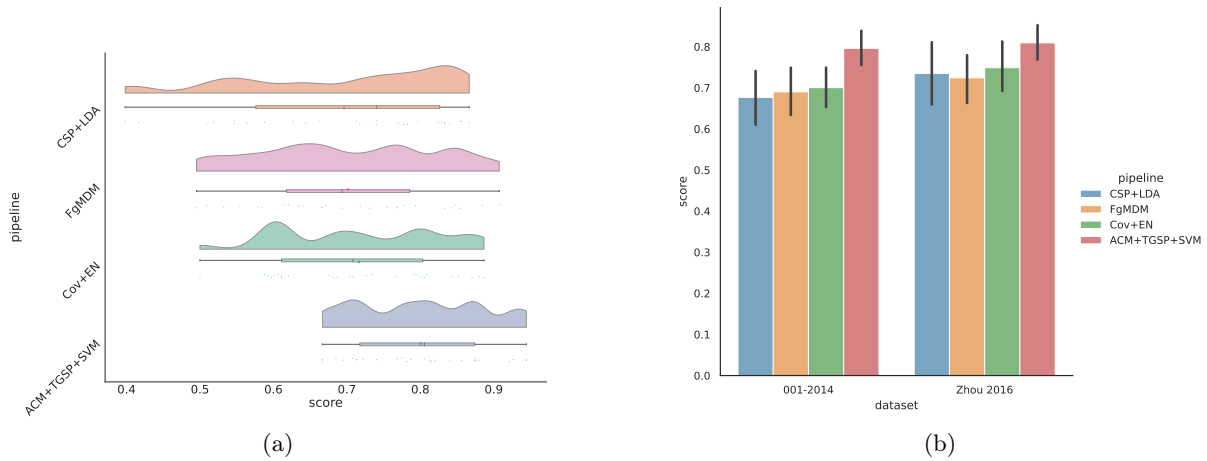 pipeline
CSP+LDA
FgMDM
Cov+EN
ACM+TGSP+SVM
0.4 0.5 0.6 0.7 0.8 0.9
score
(a)
score
0.8
0.7
0.6
0.5
0.4
0.3
0.2
0.1
0.0
001-2014 Zhou 2016
dataset
pipeline
CSP+LDA
FgMDM
Cov+EN
ACM+TGSP+SVM
(b)